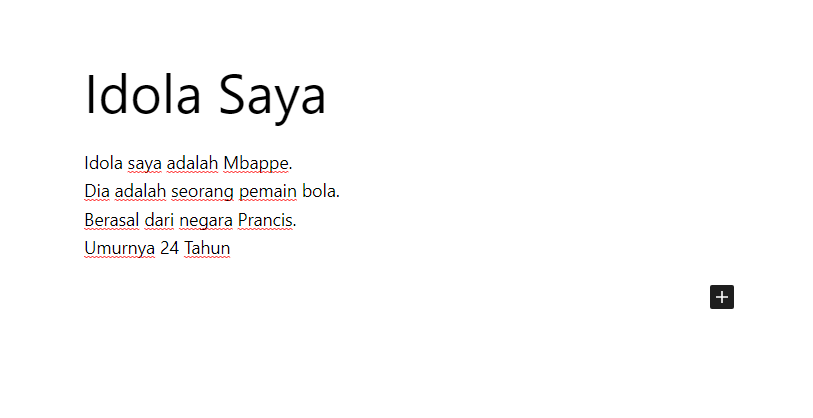 Idola Saya
Idola saya adalah Mbappe.
Dia adalah seorang pemain bola.
Berasal dari negara Prancis.
Umurnya 24 Tahun